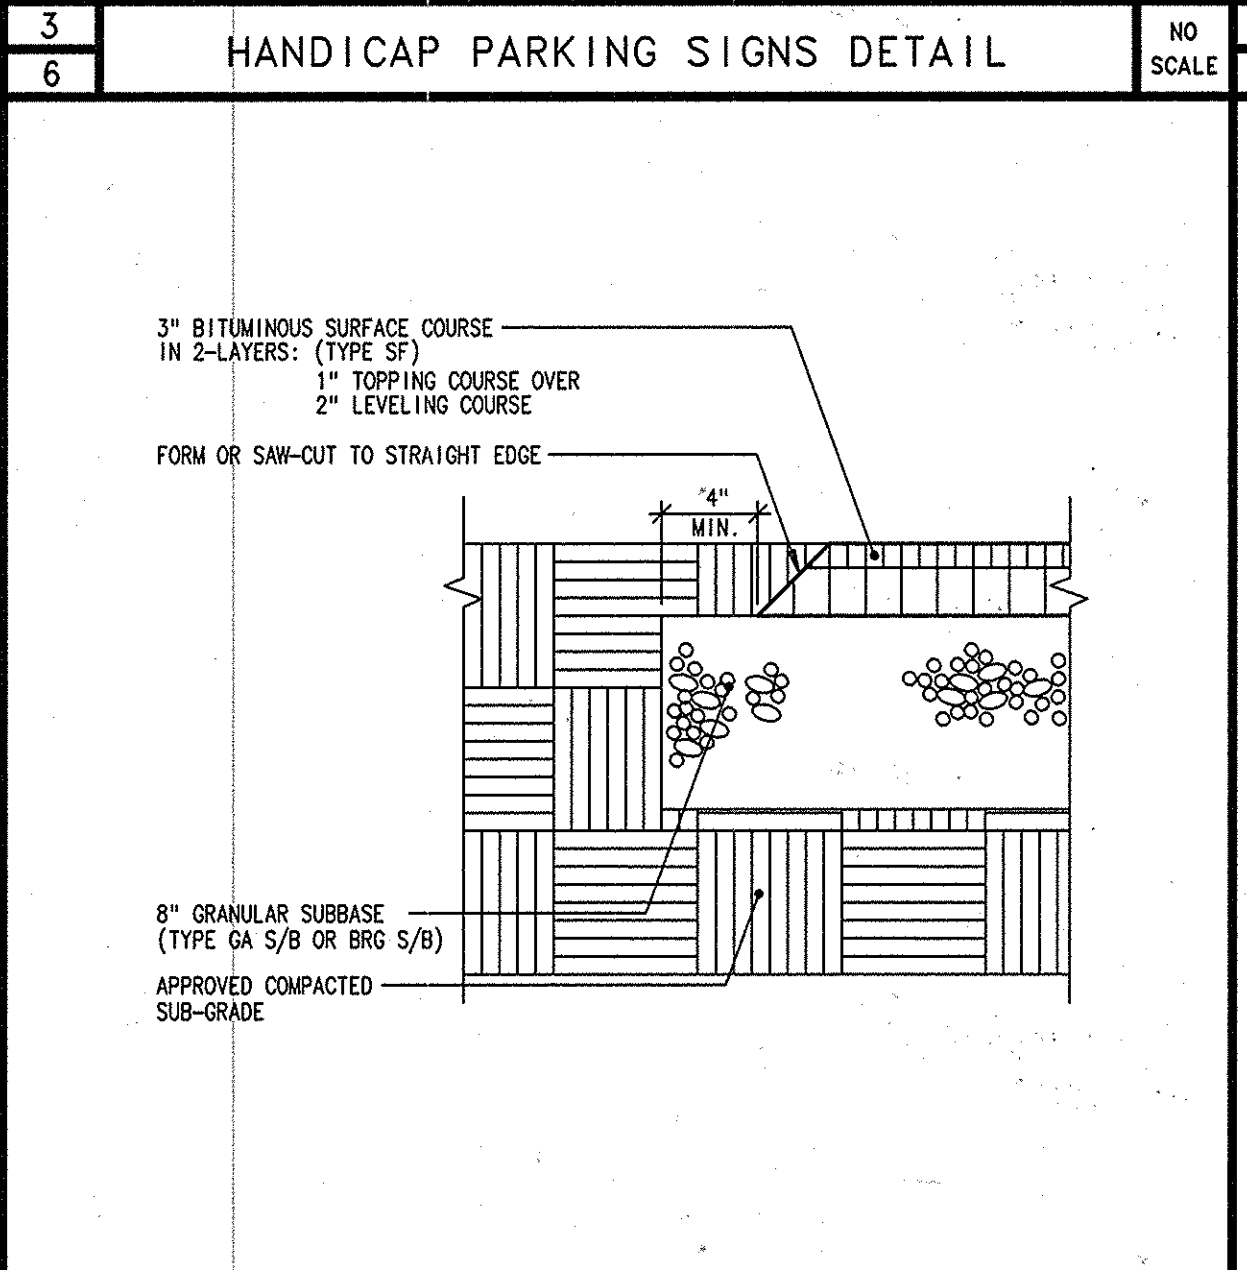 3
6
HANDICAP PARKING SIGNS DETAIL
NO
SCALE
3" BITUMINOUS SURFACE COURSE
IN 2-LAYERS: (TYPE SF)
1" TOPPING COURSE OVER
2" LEVELING COURSE
FORM OR SAW-CUT TO STRAIGHT EDGE
4"
MIN.
8" GRANULAR SUBBASE
(TYPE GA S/B OR BRG S/B)
APPROVED COMPACTED
SUB-GRADE